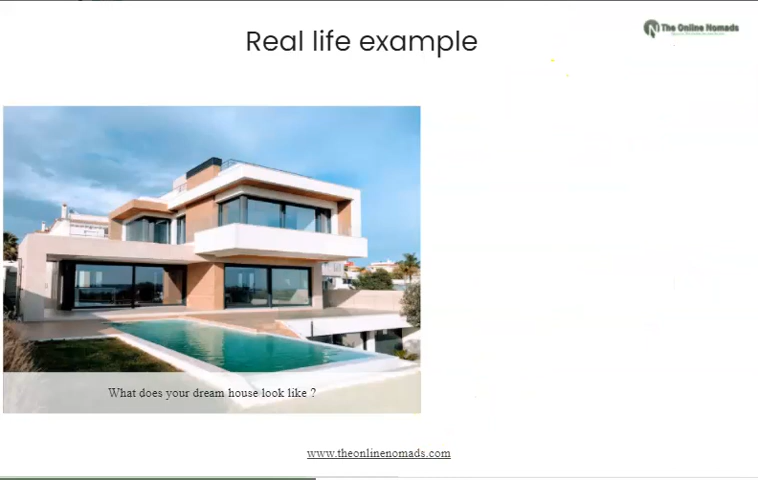 Real life example
The Online Nomads
What does your dream house look like ?
www.theonlinenomads.com